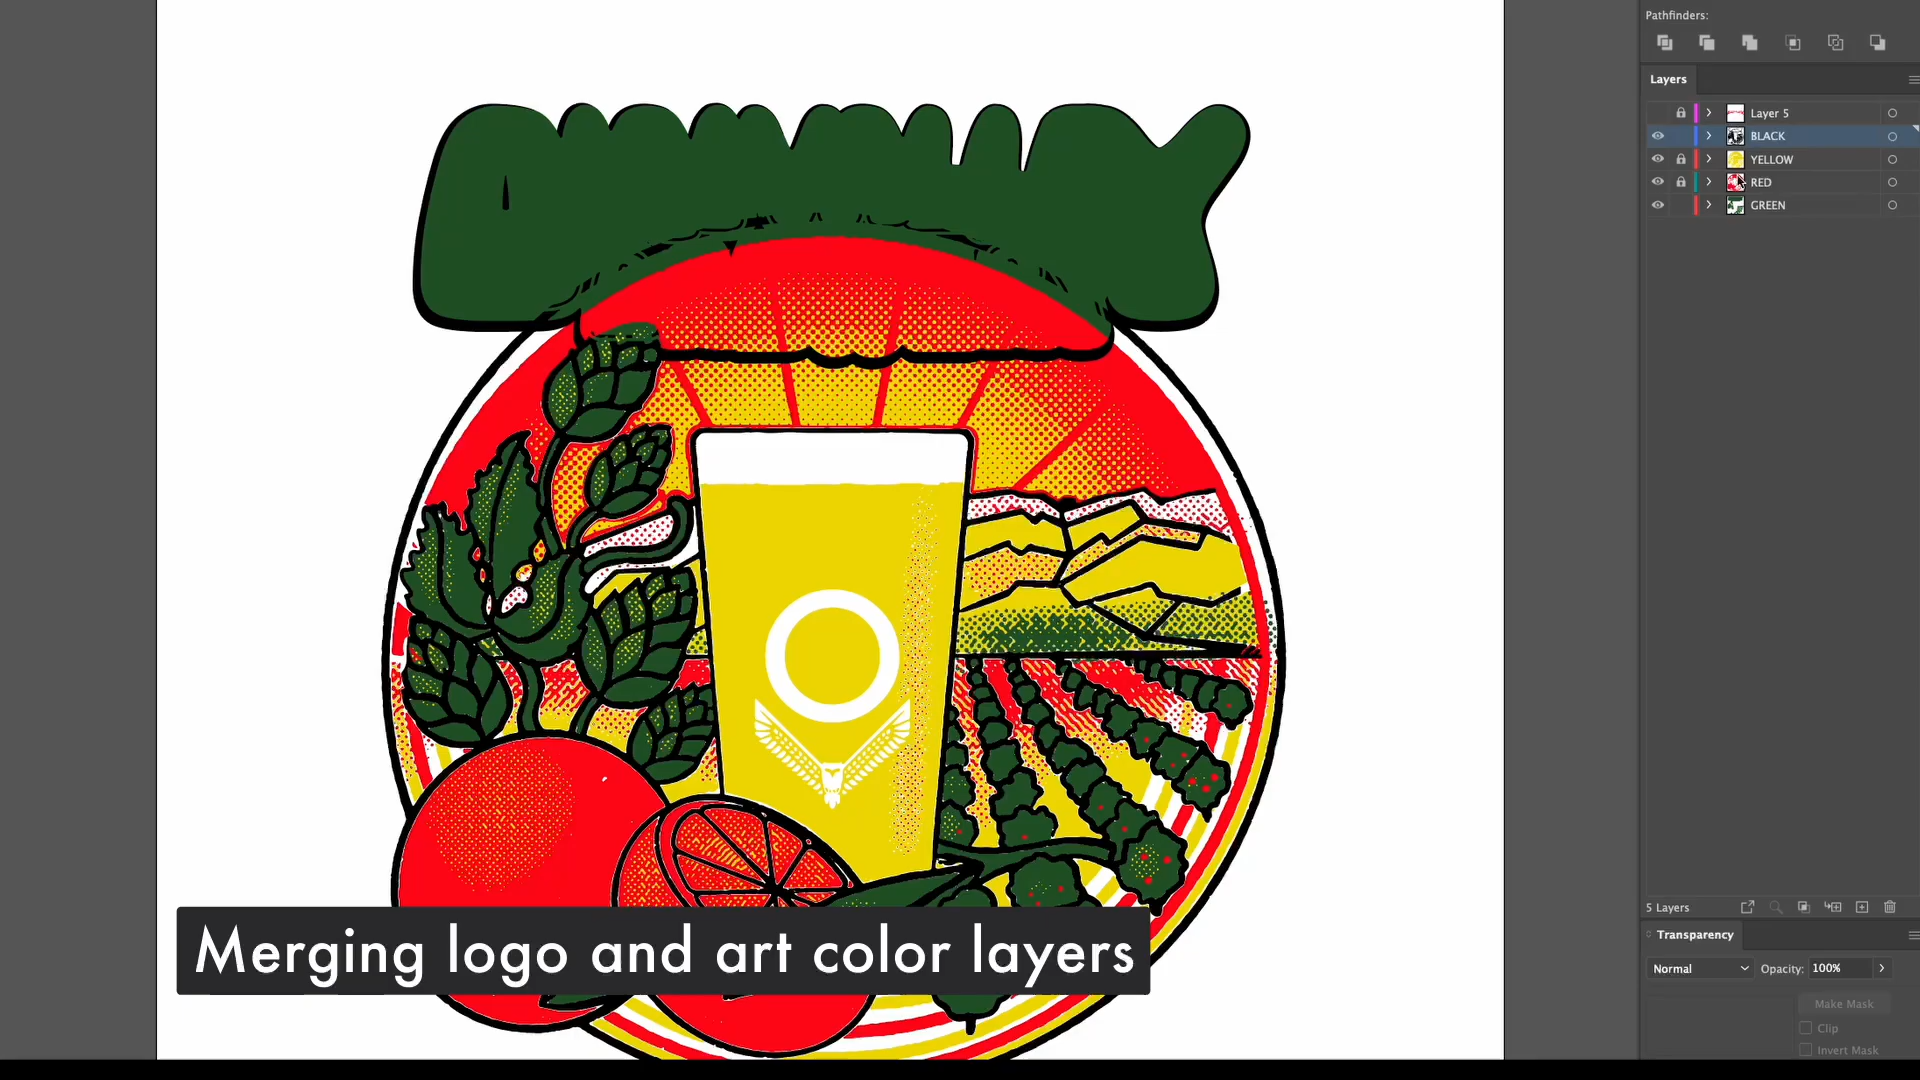 Pathfinders:
Layers
Layer 5
BLACK
YELLOW
RED
GREEN
5 Layers
Transparency
Normal
Opacity:
100%
Make Mask
Clip
Invert Mask
Merging logo and art color layers